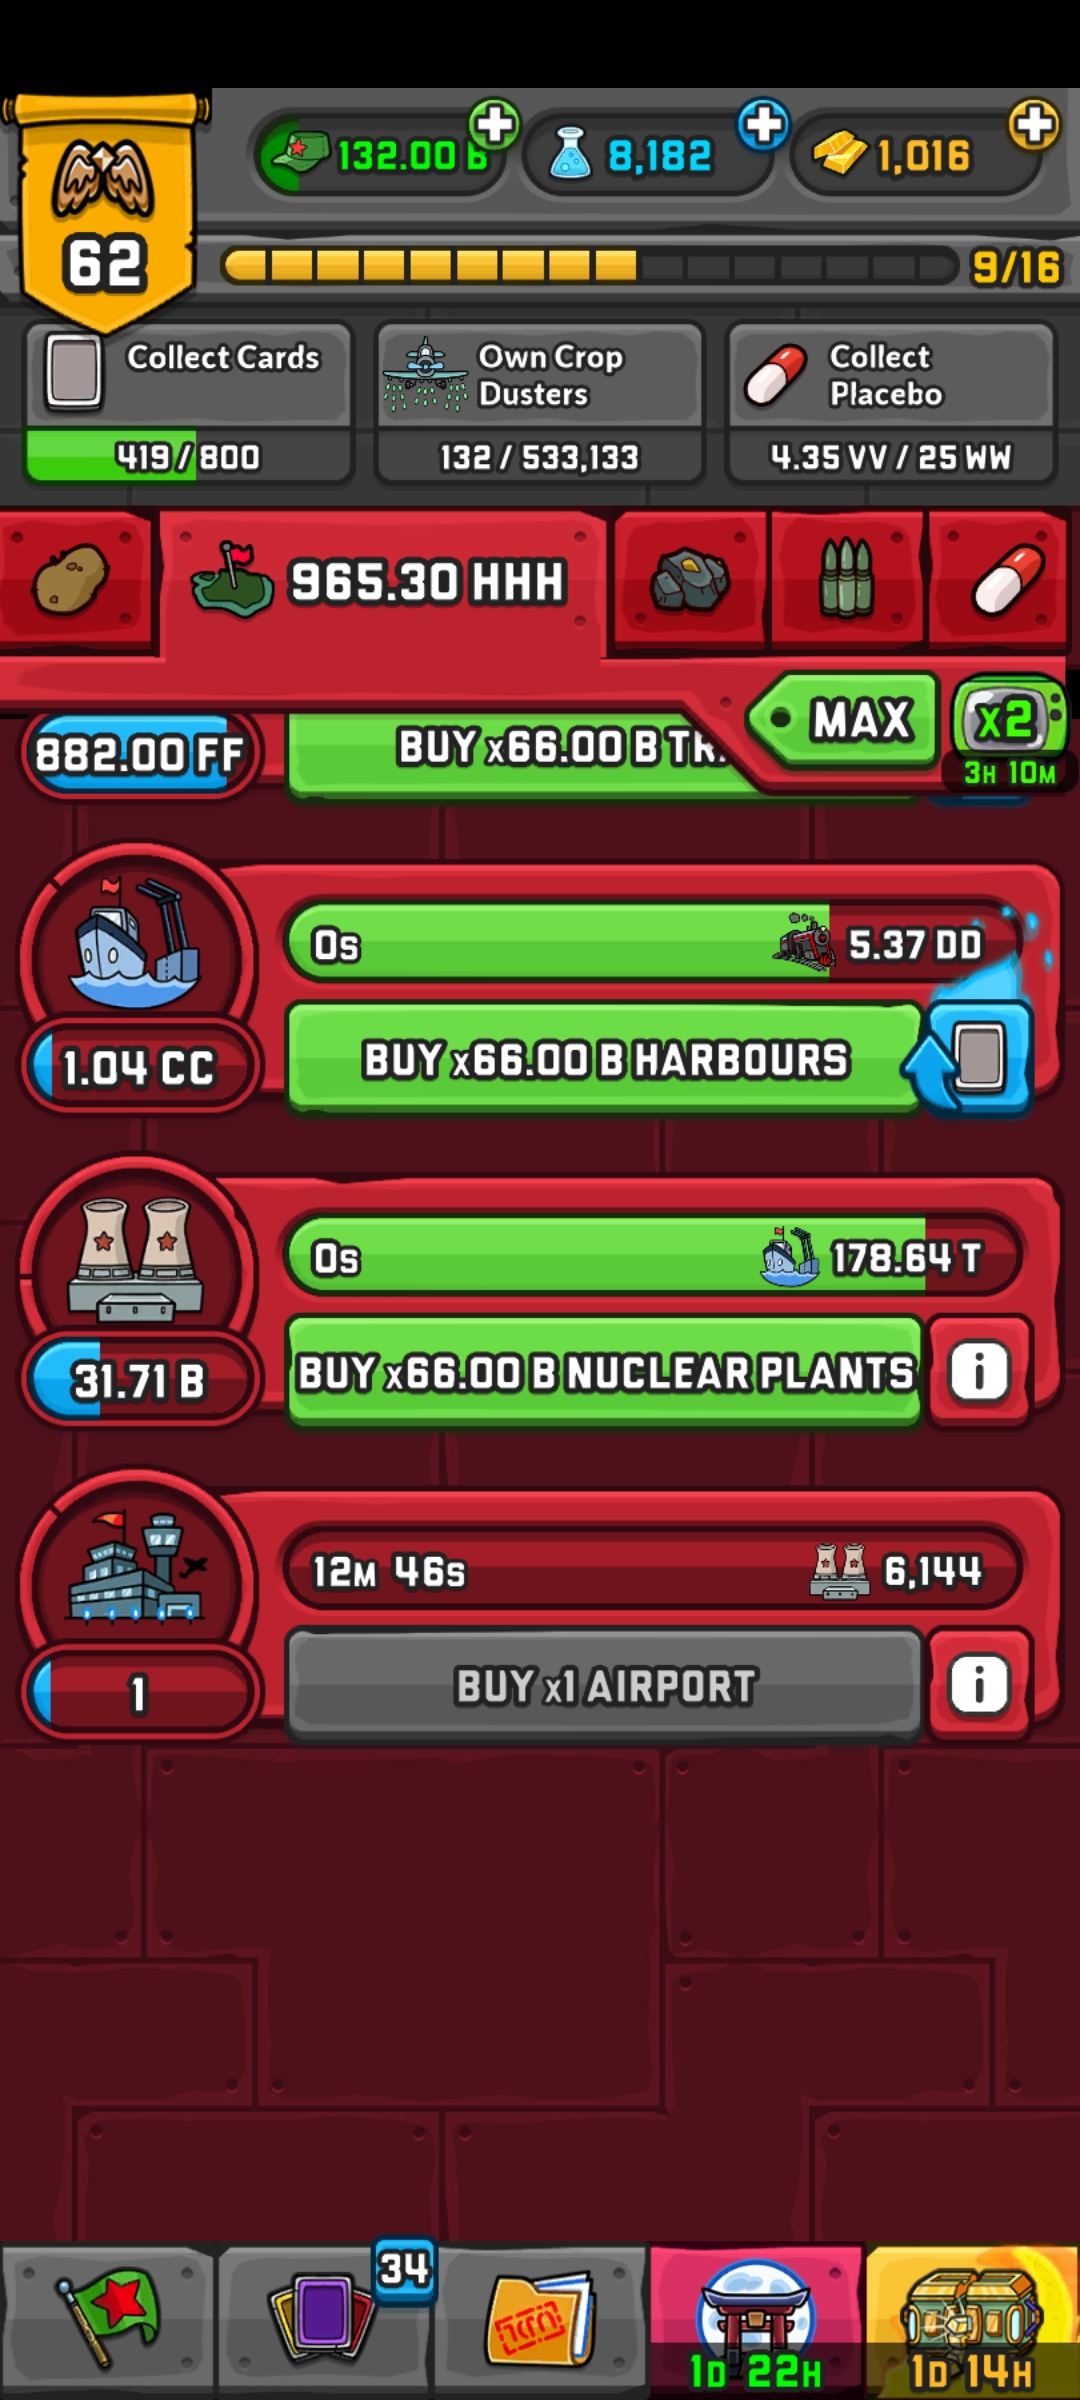 62
132.00 B
8,182
1,016
9/16
Collect Cards
419 / 800
Own Crop
Dusters
132 / 533,133
Collect
Placebo
4.35 VV / 25 WW
965.30 HHH
MAX
x2
3H 10M
882.00 FF
BUY x66.00 B
0s
5.37 DD
1.04 CC
BUY x66.00 B HARBOURS
0s
178.64 T
31.71 B
BUY x66.00 B NUCLEAR PLANTS
i
12M 46s
6,144
1
BUY x1 AIRPORT
i
34
1D 22H
1D 14H